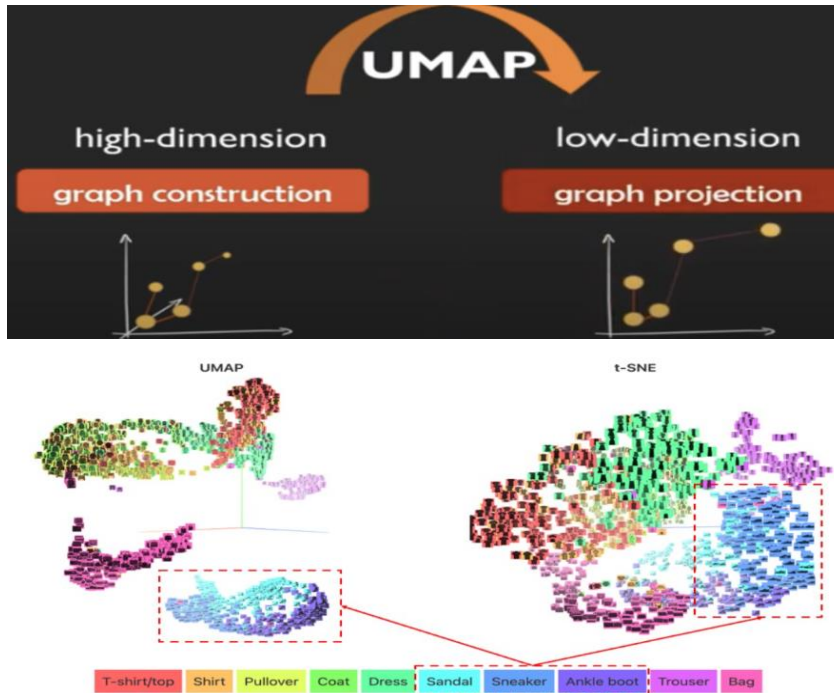 UMAP
high-dimension low-dimension
graph construction graph projection
UMAP t-SNE
T-shirt/top Shirt Pullover Coat Dress Sandal Sneaker Ankle boot Trouser Bag